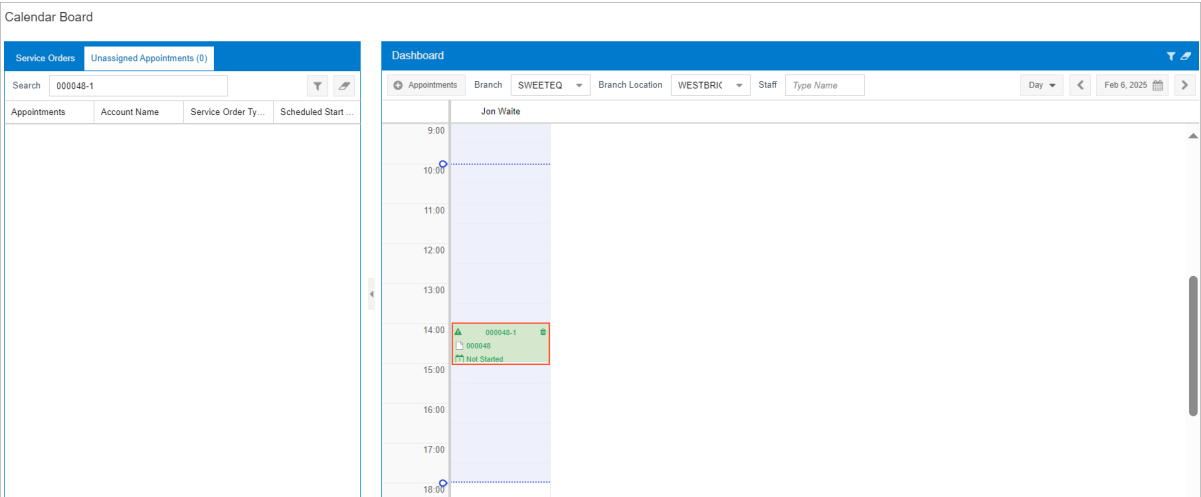 Calendar Board
Service Orders Unassigned Appointments (0)
Search 000048-1
Appointments Account Name Service Order Ty... Scheduled Start ...
Dashboard
Appointments Branch SWEETEQ Branch Location WESTBRIC Staff Type Name Day Feb 6, 2025
Jon Waite
9:00
10:00
11:00
12:00
13:00
14:00 000048-1
000048
Not Started
15:00
16:00
17:00
18:00